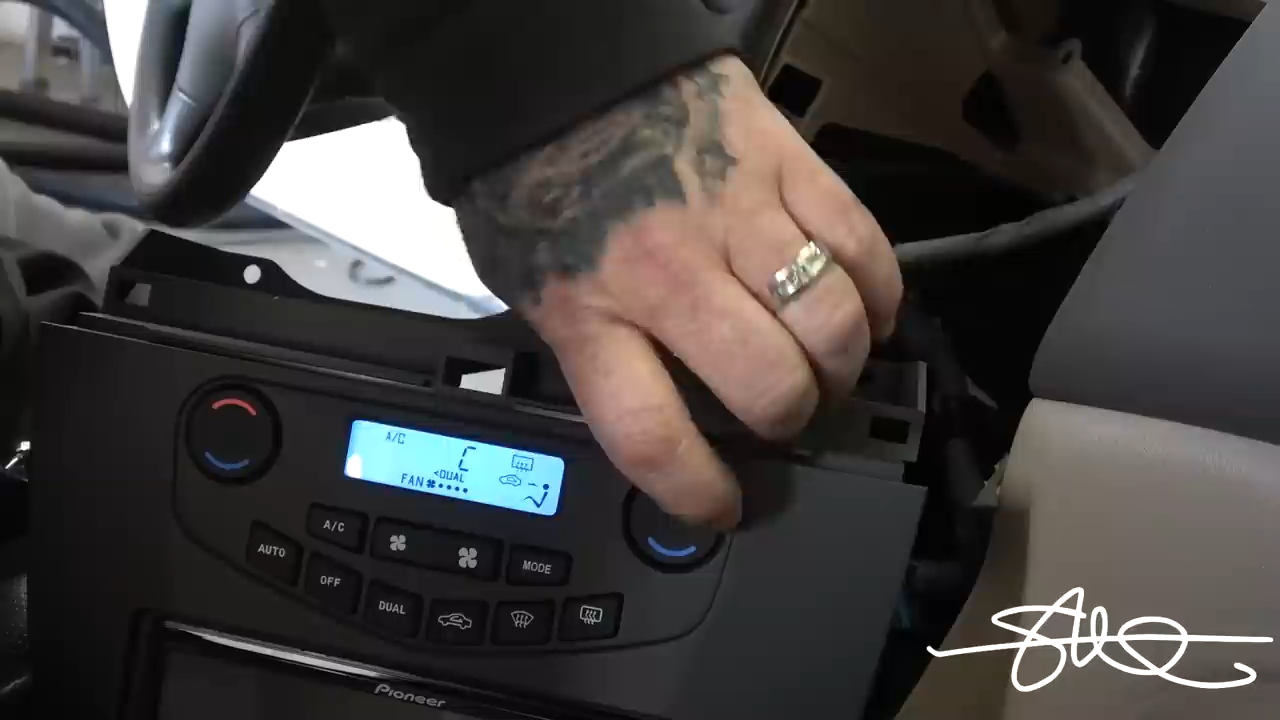 A/C
C
<DUAL
FAN
A/C
AUTO
OFF
MODE
DUAL
Pioneer